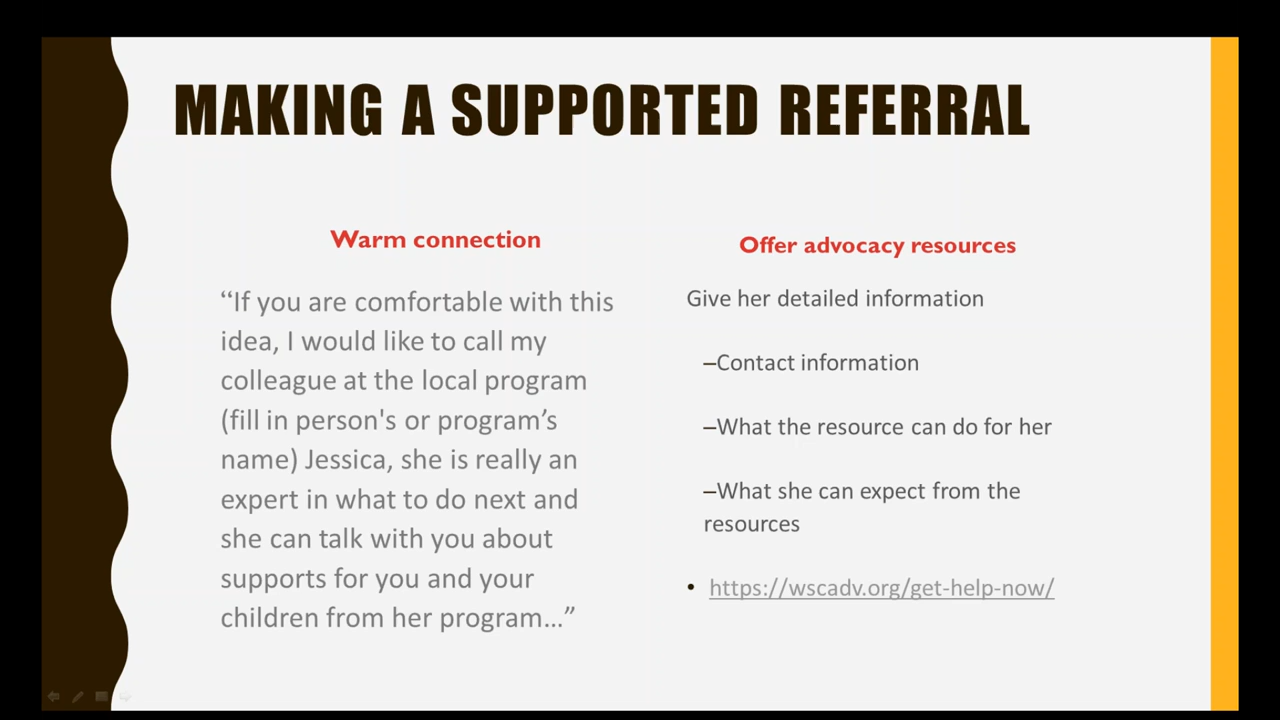 MAKING A SUPPORTED REFERRAL
Warm connection
“If you are comfortable with this
idea, I would like to call my
colleague at the local program
(fill in person's or program’s
name) Jessica, she is really an
expert in what to do next and
she can talk with you about
supports for you and your
children from her program…”
Offer advocacy resources
Give her detailed information
–Contact information
–What the resource can do for her
–What she can expect from the
resources
• https://wscadv.org/get-help-now/